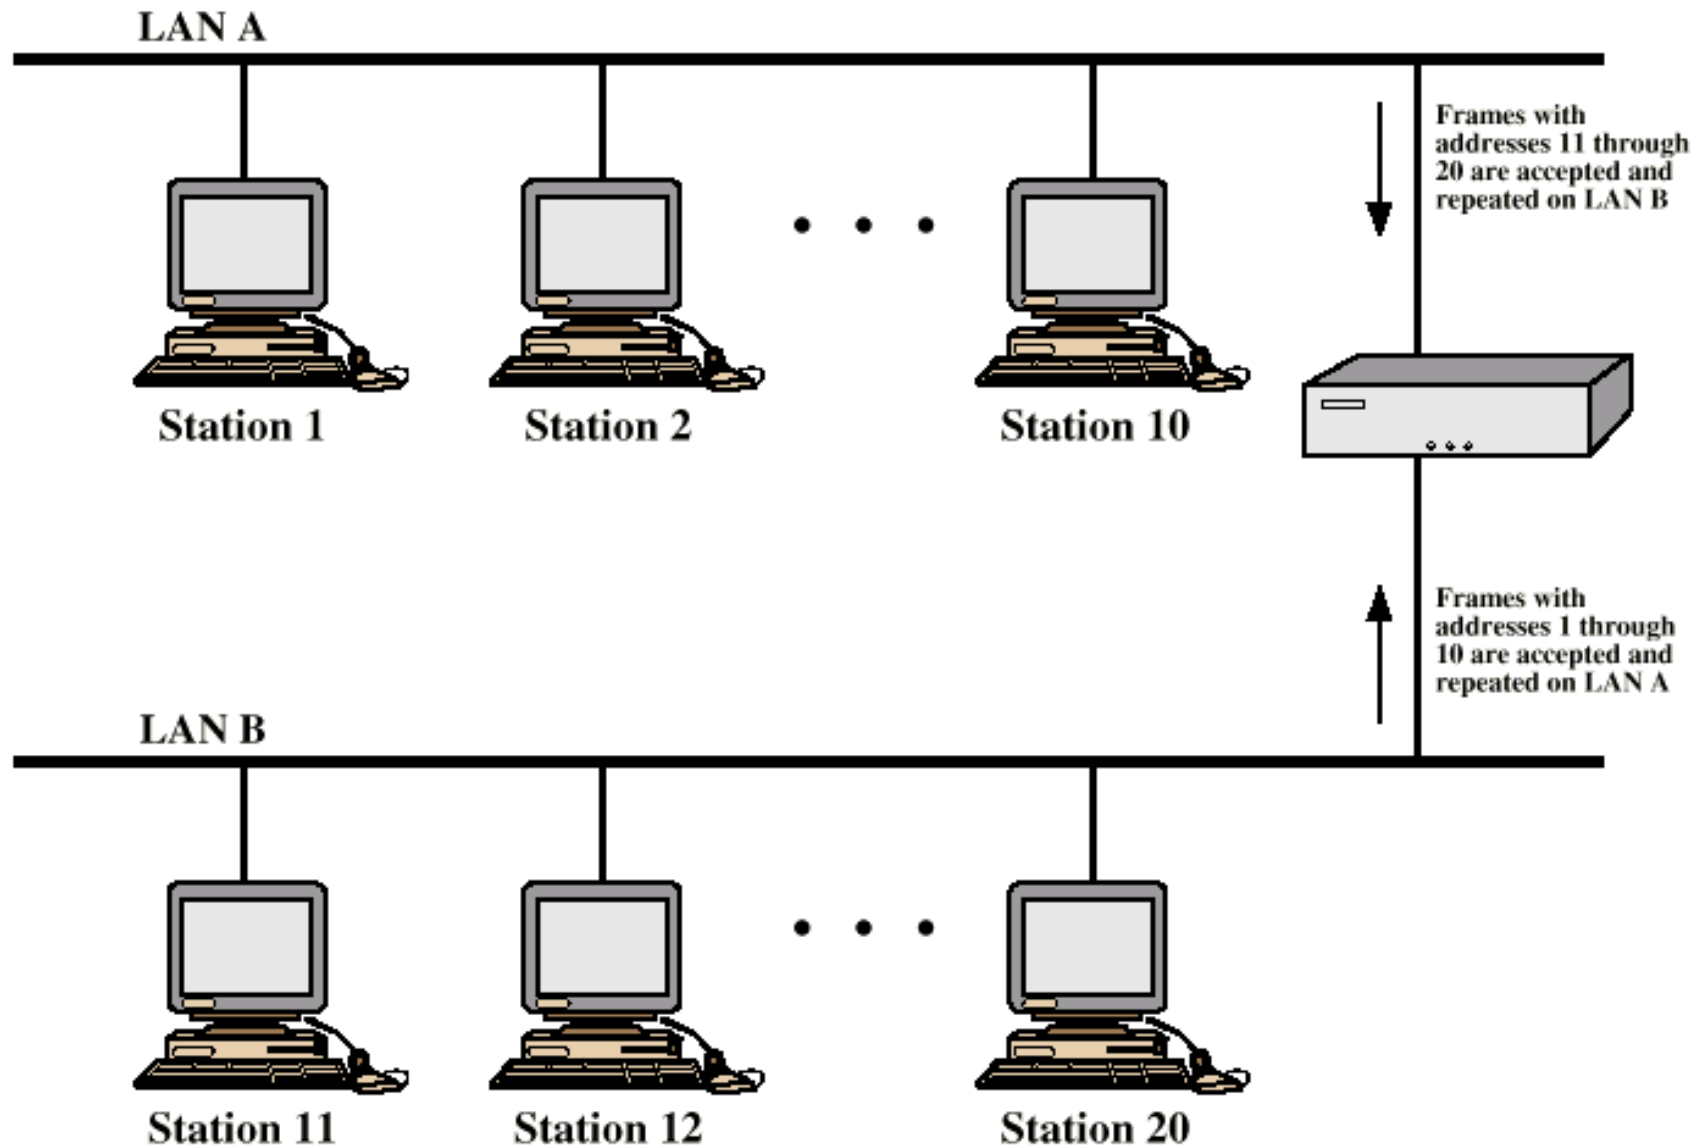 LAN A
Frames with
addresses 11 through
20 are accepted and
repeated on LAN B
Station 1
Station 2
Station 10
Frames with
addresses 1 through
10 are accepted and
repeated on LAN A
LAN B
Station 11
Station 12
Station 20